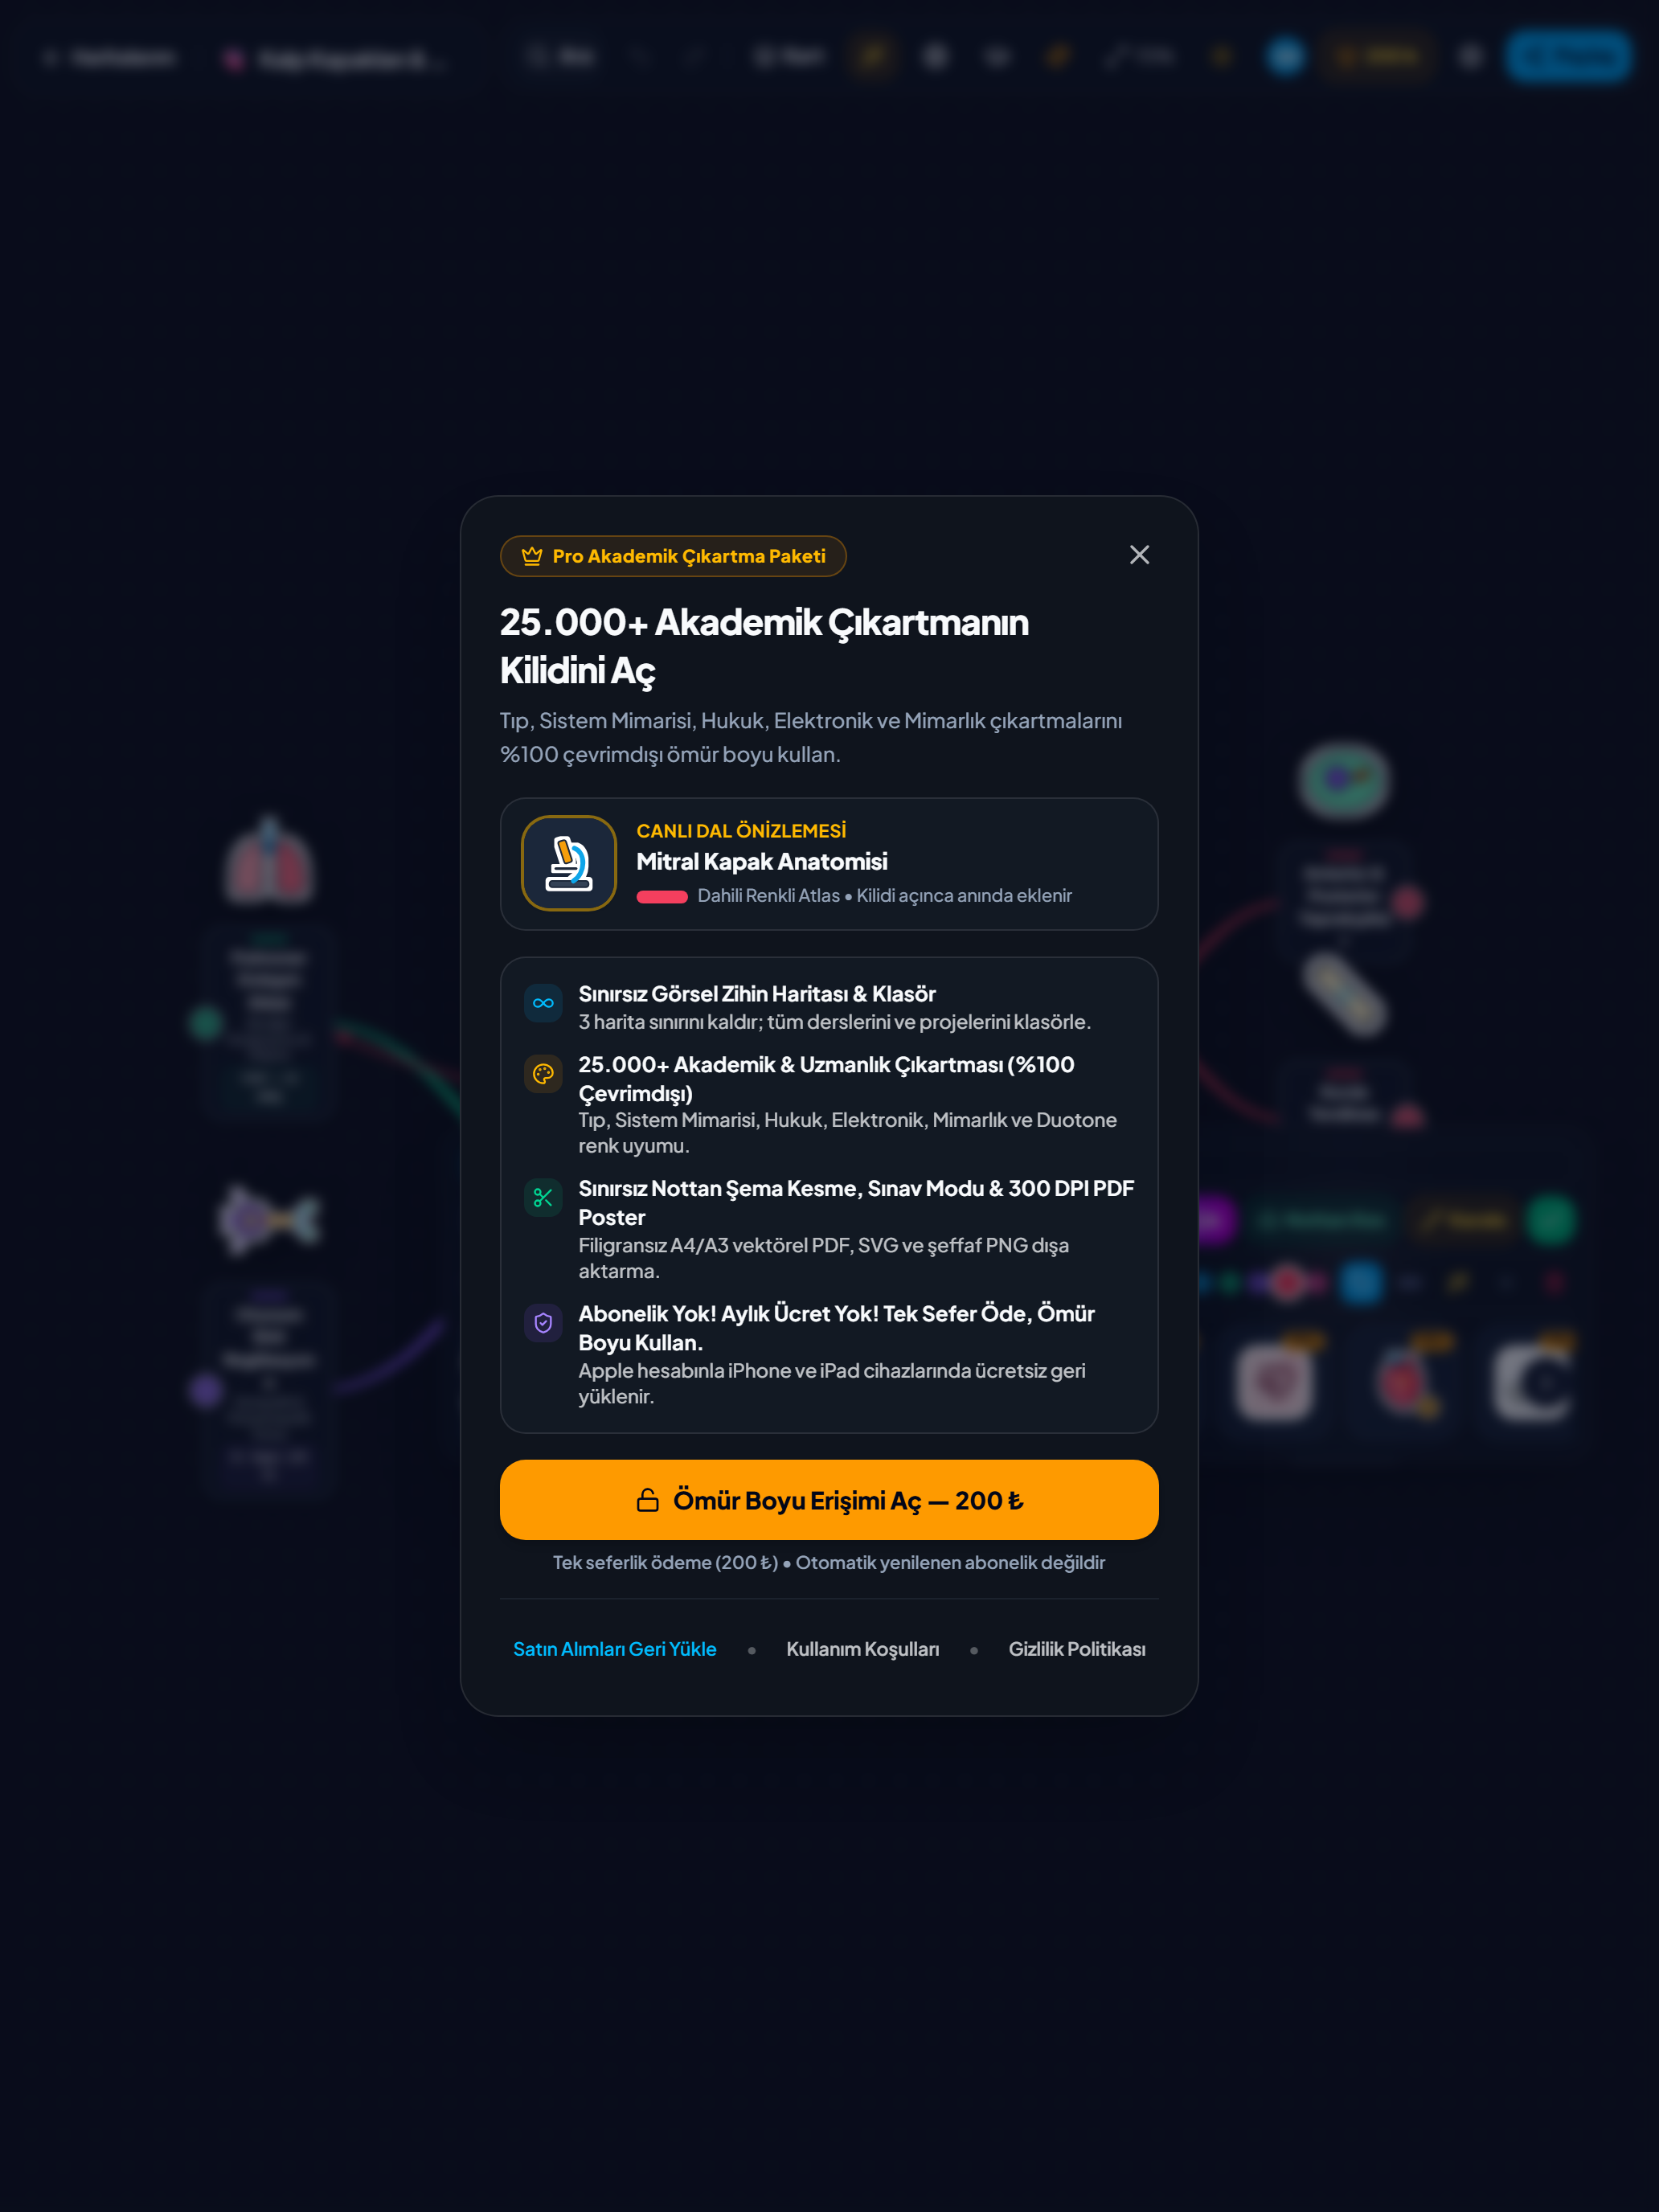 Pro Akademik Çıkartma Paketi
25.000+ Akademik Çıkartmanın
Kilidini Aç
Tıp, Sistem Mimarisi, Hukuk, Elektronik ve Mimarlık çıkartmalarını
%100 çevrimdışı ömür boyu kullan.
CANLI DAL ÖNİZLEMESİ
Mitral Kapak Anatomisi
Dahili Renkli Atlas • Kilidi açınca anında eklenir
Sınırsız Görsel Zihin Haritası & Klasör
3 harita sınırını kaldır; tüm derslerini ve projelerini klasörle.
25.000+ Akademik & Uzmanlık Çıkartması (%100
Çevrimdışı)
Tıp, Sistem Mimarisi, Hukuk, Elektronik, Mimarlık ve Duotone
renk uyumu.
Sınırsız Nottan Şema Kesme, Sınav Modu & 300 DPI PDF
Poster
Filigransız A4/A3 vektörel PDF, SVG ve şeffaf PNG dışa
aktarma.
Abonelik Yok! Aylık Ücret Yok! Tek Sefer Öde, Ömür
Boyu Kullan.
Apple hesabınla iPhone ve iPad cihazlarında ücretsiz geri
yüklenir.
Ömür Boyu Erişimi Aç — 200 ₺
Tek seferlik ödeme (200 ₺) • Otomatik yenilenen abonelik değildir
Satın Alımları Geri Yükle • Kullanım Koşulları • Gizlilik Politikası